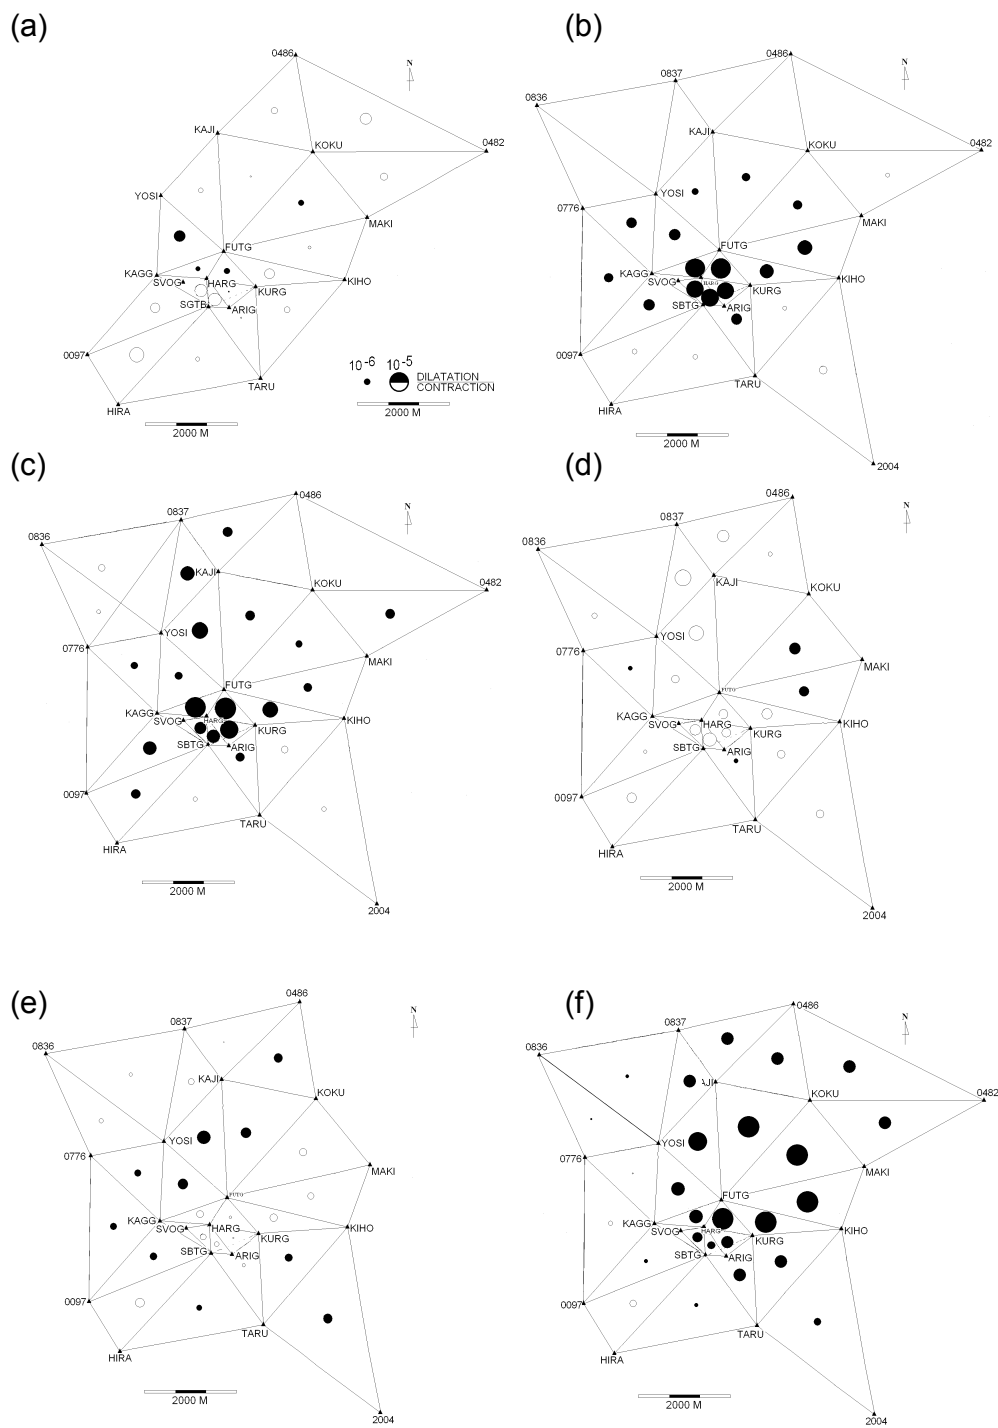 (a)
0486
N
KAJI
KOKU
0482
YOSI
MAKI
FUTG
KAGG
SVOG
HARG
KIHO
KURG
SGTB
ARIG
0097
10-6 10-5 DILATATION
CONTRACTION
TARU
2000 M
HIRA
2000 M
(b)
0486
N
0837
0836
KAJI
KOKU
0482
YOSI
0776
MAKI
FUTG
KAGG
SVOG
HARG
KIHO
KURG
SBTG
ARIG
0097
TARU
HIRA
2000 M
2004
(c)
0486
N
0837
0836
KAJI
KOKU
0482
YOSI
0776
MAKI
FUTG
KAGG
SVOG
HARG
KIHO
KURG
SBTG
ARIG
0097
TARU
HIRA
2000 M
2004
(d)
0486
N
0837
0836
KAJI
KOKU
YOSI
0776
MAKI
FUTG
KAGG
SVOG
HARG
KIHO
KURG
SBTG
ARIG
0097
TARU
HIRA
2000 M
2004
(e)
0486
N
0837
0836
KAJI
KOKU
YOSI
0776
MAKI
FUTG
KAGG
SVOG
HARG
KIHO
KURG
SBTG
ARIG
0097
TARU
HIRA
2000 M
2004
(f)
0486
N
0837
0836
AJI
KOKU
0482
YOSI
0776
MAKI
FUTG
KAGG
SVOG
HARG
KIHO
KURG
SBTG
ARIG
0097
TARU
HIRA
2000 M
2004